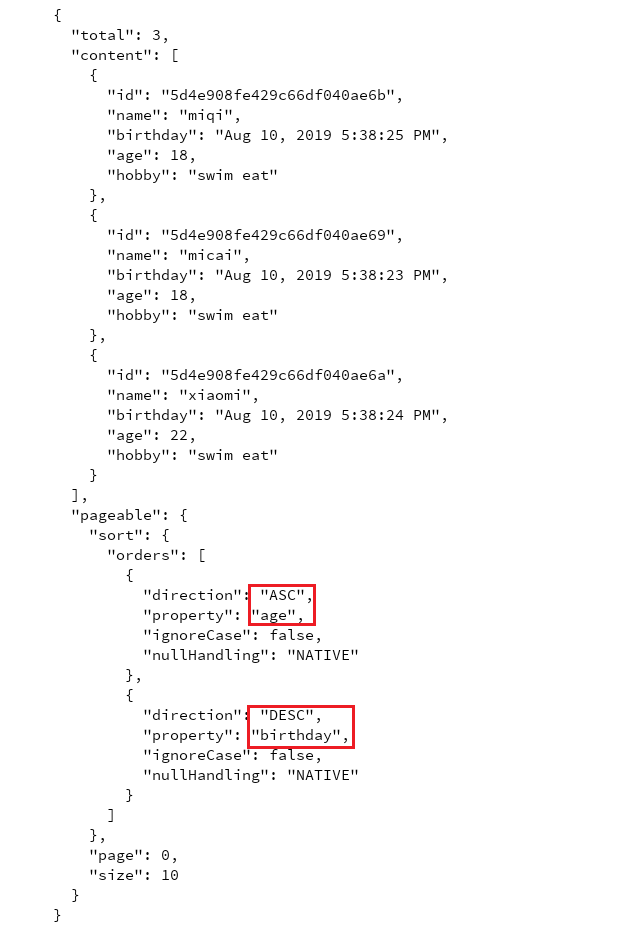 {
"total": 3,
"content": [
{
"id": "5d4e908fe429c66df040ae6b",
"name": "miqi",
"birthday": "Aug 10, 2019 5:38:25 PM",
"age": 18,
"hobby": "swim eat"
},
{
"id": "5d4e908fe429c66df040ae69",
"name": "micai",
"birthday": "Aug 10, 2019 5:38:23 PM",
"age": 18,
"hobby": "swim eat"
},
{
"id": "5d4e908fe429c66df040ae6a",
"name": "xiaomi",
"birthday": "Aug 10, 2019 5:38:24 PM",
"age": 22,
"hobby": "swim eat"
}
],
"pageable": {
"sort": {
"orders": [
{
"direction": "ASC",
"property": "age",
"ignoreCase": false,
"nullHandling": "NATIVE"
},
{
"direction": "DESC",
"property": "birthday",
"ignoreCase": false,
"nullHandling": "NATIVE"
}
]
},
"page": 0,
"size": 10
}
}